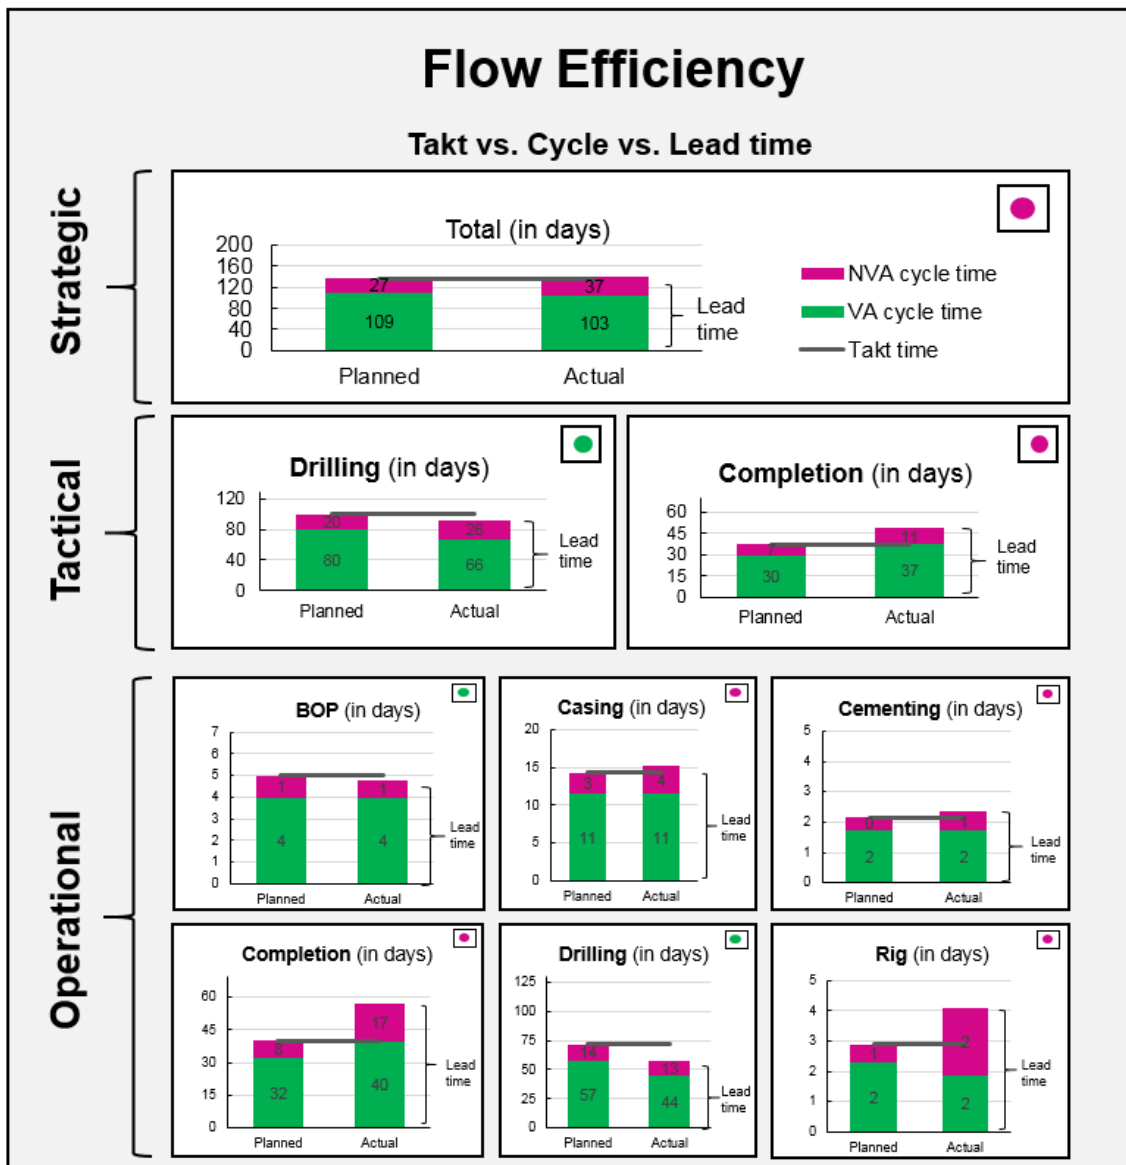 Flow Efficiency
Takt vs. Cycle vs. Lead time
Strategic
Total (in days)
200
160
120
80
40
0
27
109
37
103
Lead
time
Planned
Actual
NVA cycle time
VA cycle time
Takt time
Tactical
Drilling (in days)
120
80
40
0
20
80
26
66
Lead
time
Planned
Actual
Completion (in days)
60
45
30
15
0
7
30
11
37
Lead
time
Planned
Actual
Operational
BOP (in days)
7
6
5
4
3
2
1
0
1
4
1
4
Lead
time
Planned
Actual
Casing (in days)
20
15
10
5
0
3
11
4
11
Lead
time
Planned
Actual
Cementing (in days)
5
4
3
2
1
0
0
2
1
2
Lead
time
Planned
Actual
Completion (in days)
60
45
30
15
0
8
32
17
40
Lead
time
Planned
Actual
Drilling (in days)
125
100
75
50
25
0
14
57
13
44
Lead
time
Planned
Actual
Rig (in days)
5
4
3
2
1
0
1
2
2
2
Lead
time
Planned
Actual